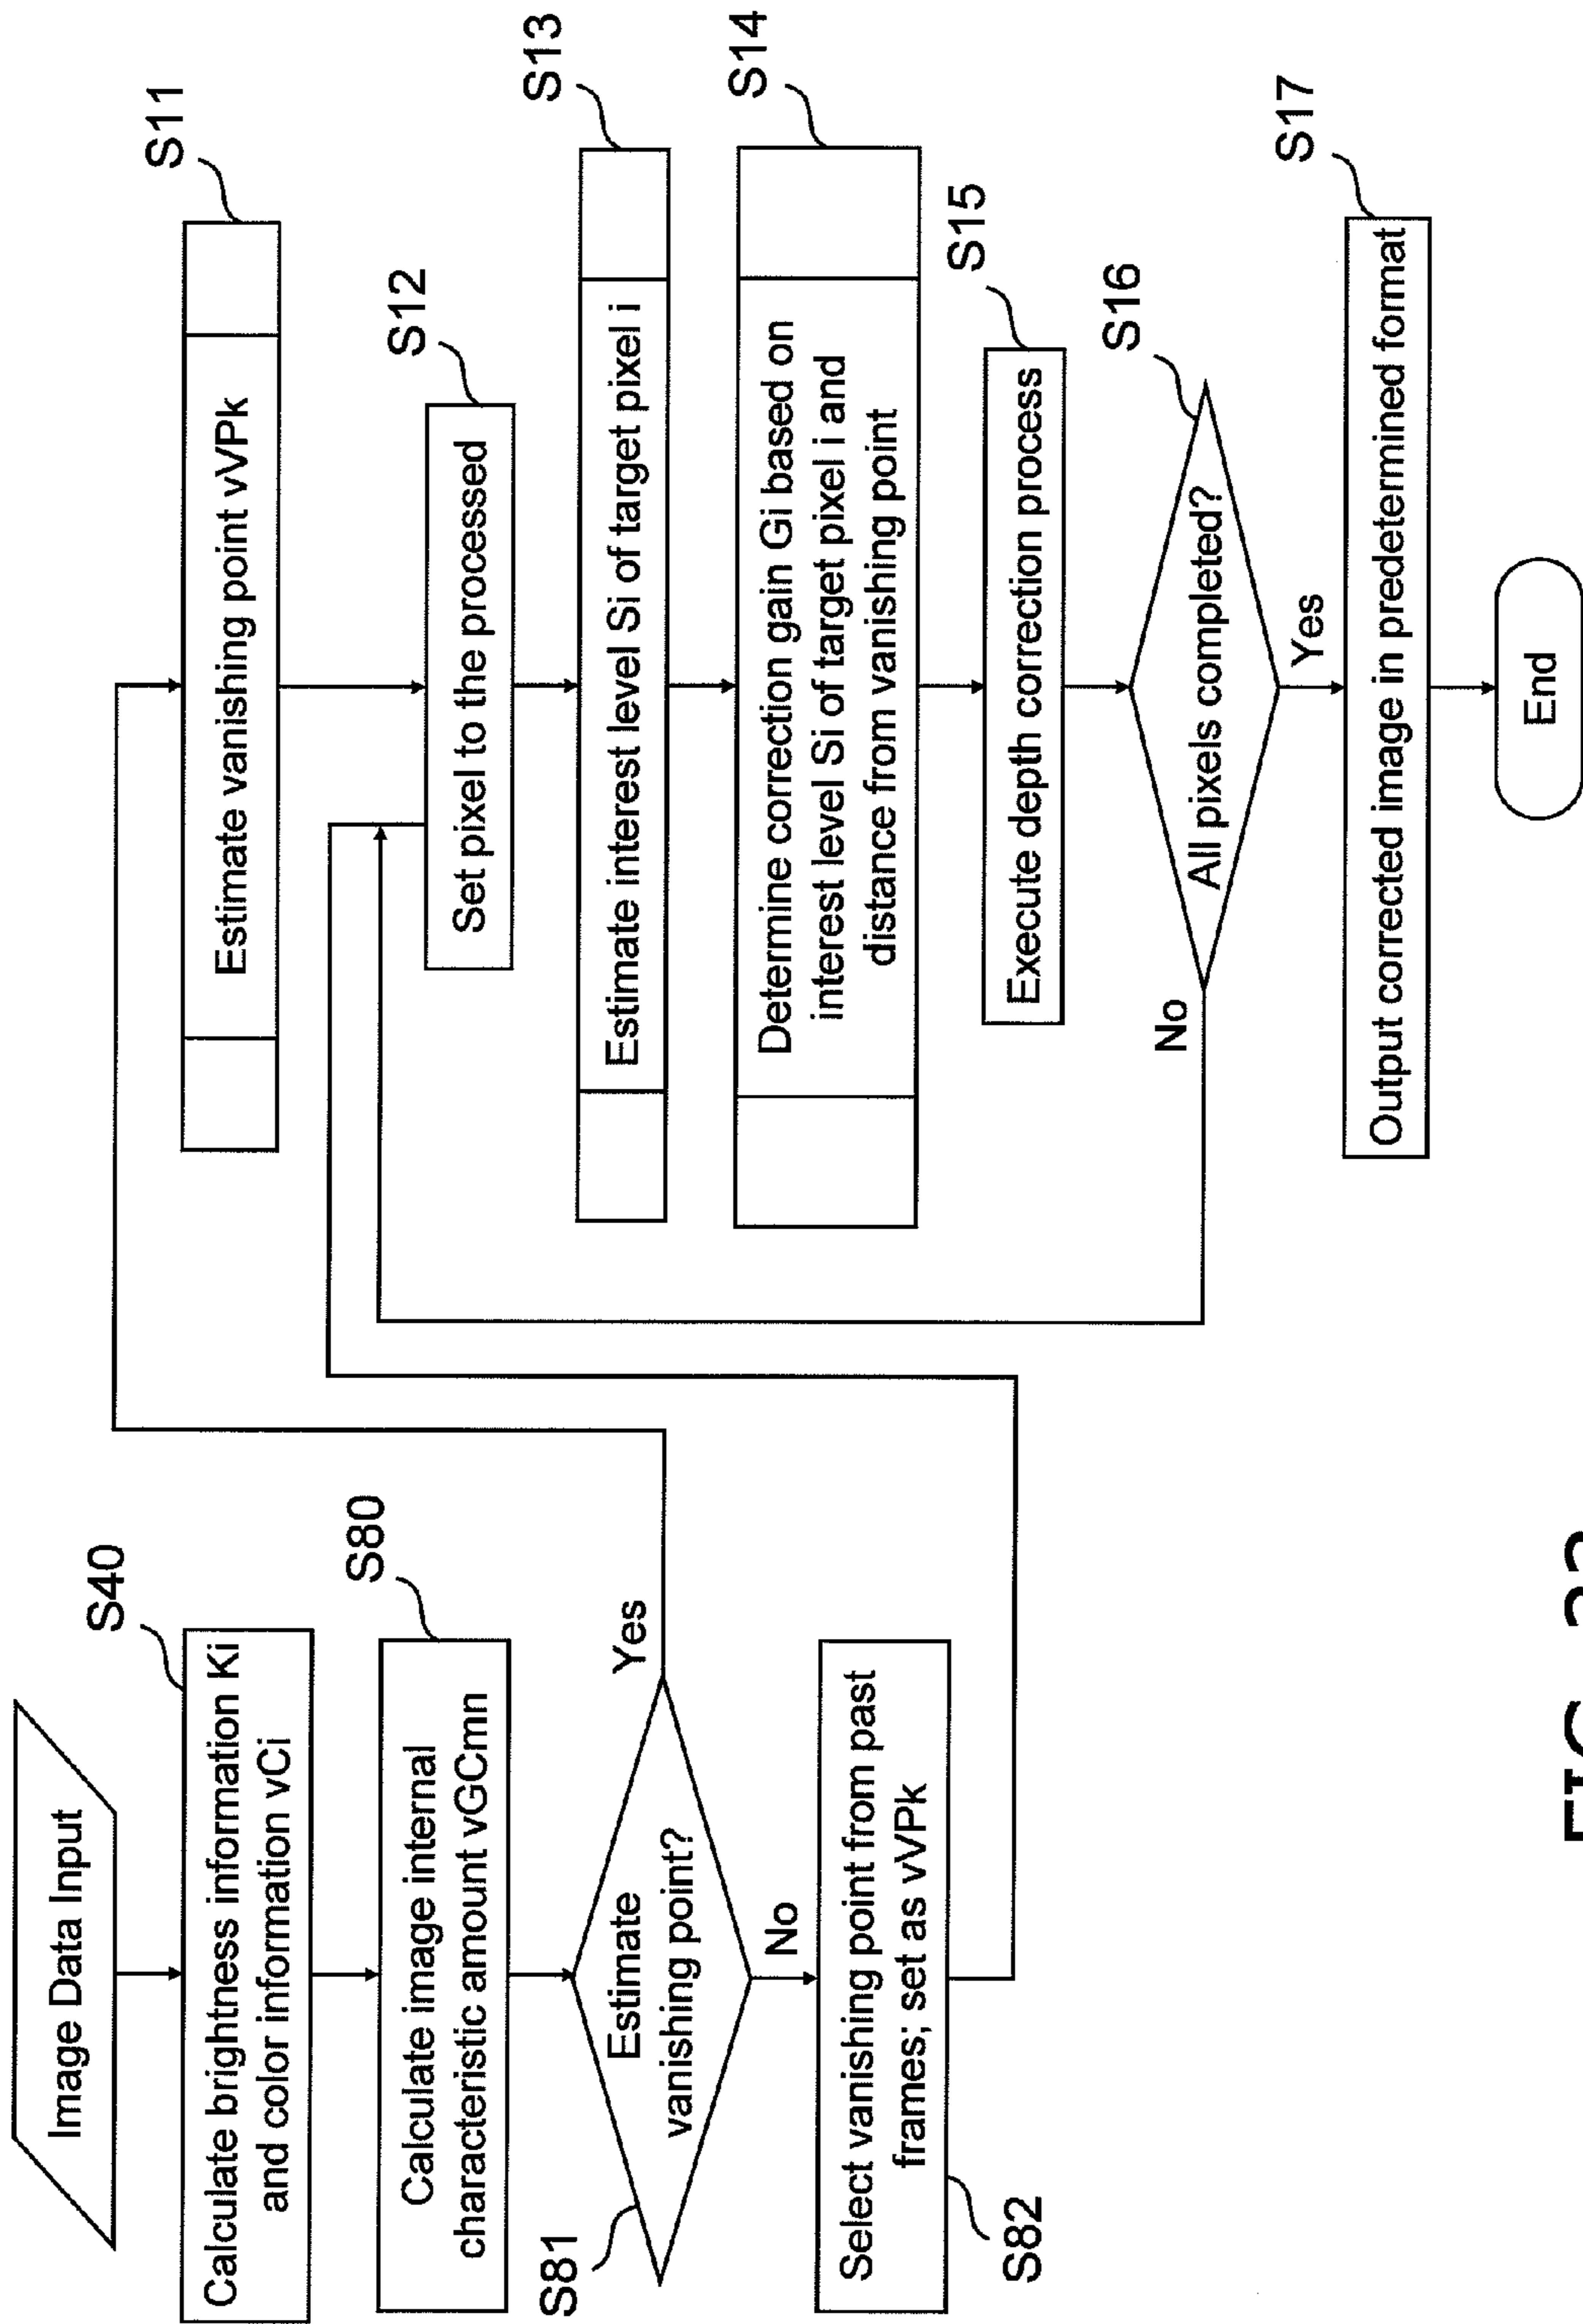 Image Data Input
S40
Calculate brightness information Ki
and color information vCi
S80
Calculate image internal
characteristic amount vGCmn
S81
Estimate
vanishing point?
Yes
No
Select vanishing point from past
frames; set as vVPk
S82
S11
Estimate vanishing point vVPk
S12
Set pixel to the processed
S13
Estimate interest level Si of target pixel i
S14
Determine correction gain Gi based on
interest level Si of target pixel i and
distance from vanishing point
S15
Execute depth correction process
S16
All pixels completed?
No
Yes
S17
Output corrected image in predetermined format
End